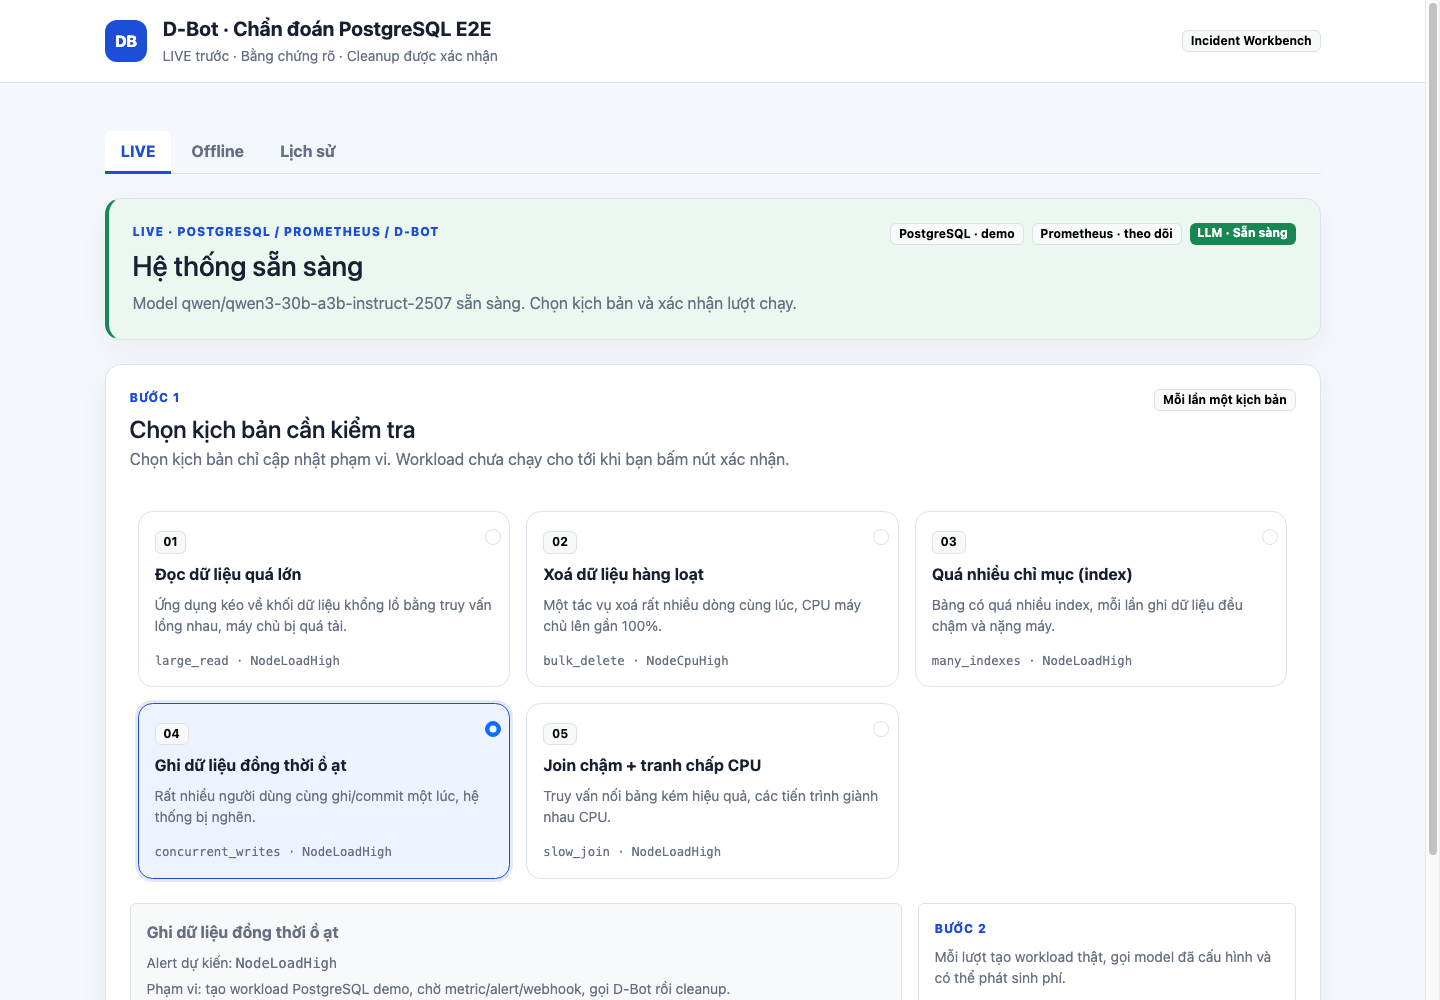 DB
D-Bot · Chẩn đoán PostgreSQL E2E
LIVE trước · Bằng chứng rõ · Cleanup được xác nhận
Incident Workbench
LIVE
Offline
Lịch sử
LIVE · POSTGRESQL / PROMETHEUS / D-BOT
PostgreSQL · demo
Prometheus · theo dõi
LLM · Sẵn sàng
Hệ thống sẵn sàng
Model qwen/qwen3-30b-a3b-instruct-2507 sẵn sàng. Chọn kịch bản và xác nhận lượt chạy.
BƯỚC 1
Mỗi lần một kịch bản
Chọn kịch bản cần kiểm tra
Chọn kịch bản chỉ cập nhật phạm vi. Workload chưa chạy cho tới khi bạn bấm nút xác nhận.
01
Đọc dữ liệu quá lớn
Ứng dụng kéo về khối dữ liệu khổng lồ bằng truy vấn
lồng nhau, máy chủ bị quá tải.
large_read · NodeLoadHigh
02
Xoá dữ liệu hàng loạt
Một tác vụ xoá rất nhiều dòng cùng lúc, CPU máy
chủ lên gần 100%.
bulk_delete · NodeCpuHigh
03
Quá nhiều chỉ mục (index)
Bảng có quá nhiều index, mỗi lần ghi dữ liệu đều
chậm và nặng máy.
many_indexes · NodeLoadHigh
04
Ghi dữ liệu đồng thời ồ ạt
Rất nhiều người dùng cùng ghi/commit một lúc, hệ
thống bị nghẽn.
concurrent_writes · NodeLoadHigh
05
Join chậm + tranh chấp CPU
Truy vấn nối bảng kém hiệu quả, các tiến trình giành
nhau CPU.
slow_join · NodeLoadHigh
Ghi dữ liệu đồng thời ồ ạt
Alert dự kiến: NodeLoadHigh
Phạm vi: tạo workload PostgreSQL demo, chờ metric/alert/webhook, gọi D-Bot rồi cleanup.
BƯỚC 2
Mỗi lượt tạo workload thật, gọi model đã cấu hình và
có thể phát sinh phí.